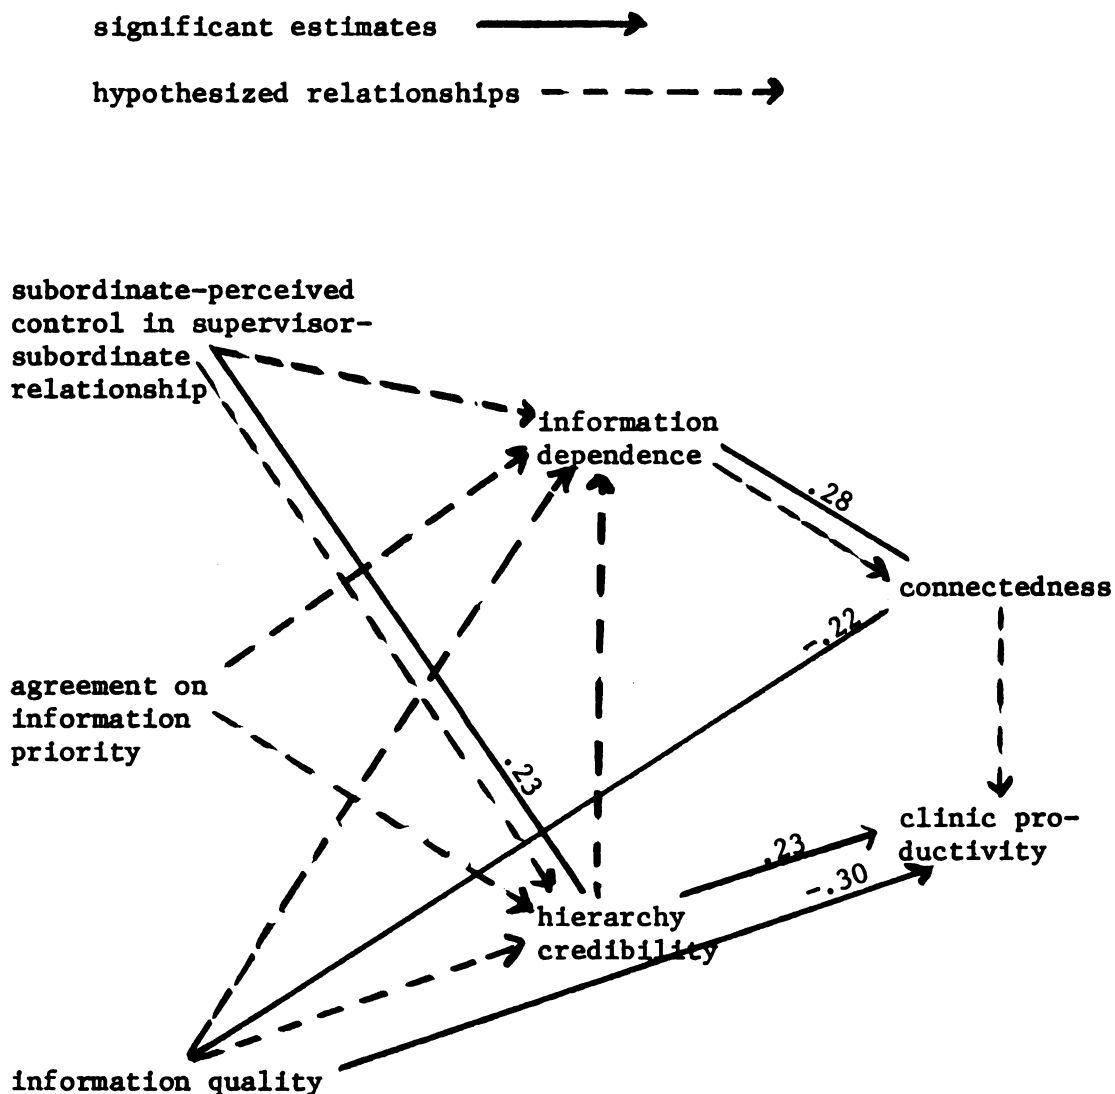 significant estimates
hypothesized relationships
subordinate-perceived
control in supervisor-
subordinate
relationship
information
dependence
.28
connectedness
-.22
agreement on
information
priority
.23
clinic pro-
ductivity
.23
-.30
hierarchy
credibility
information quality